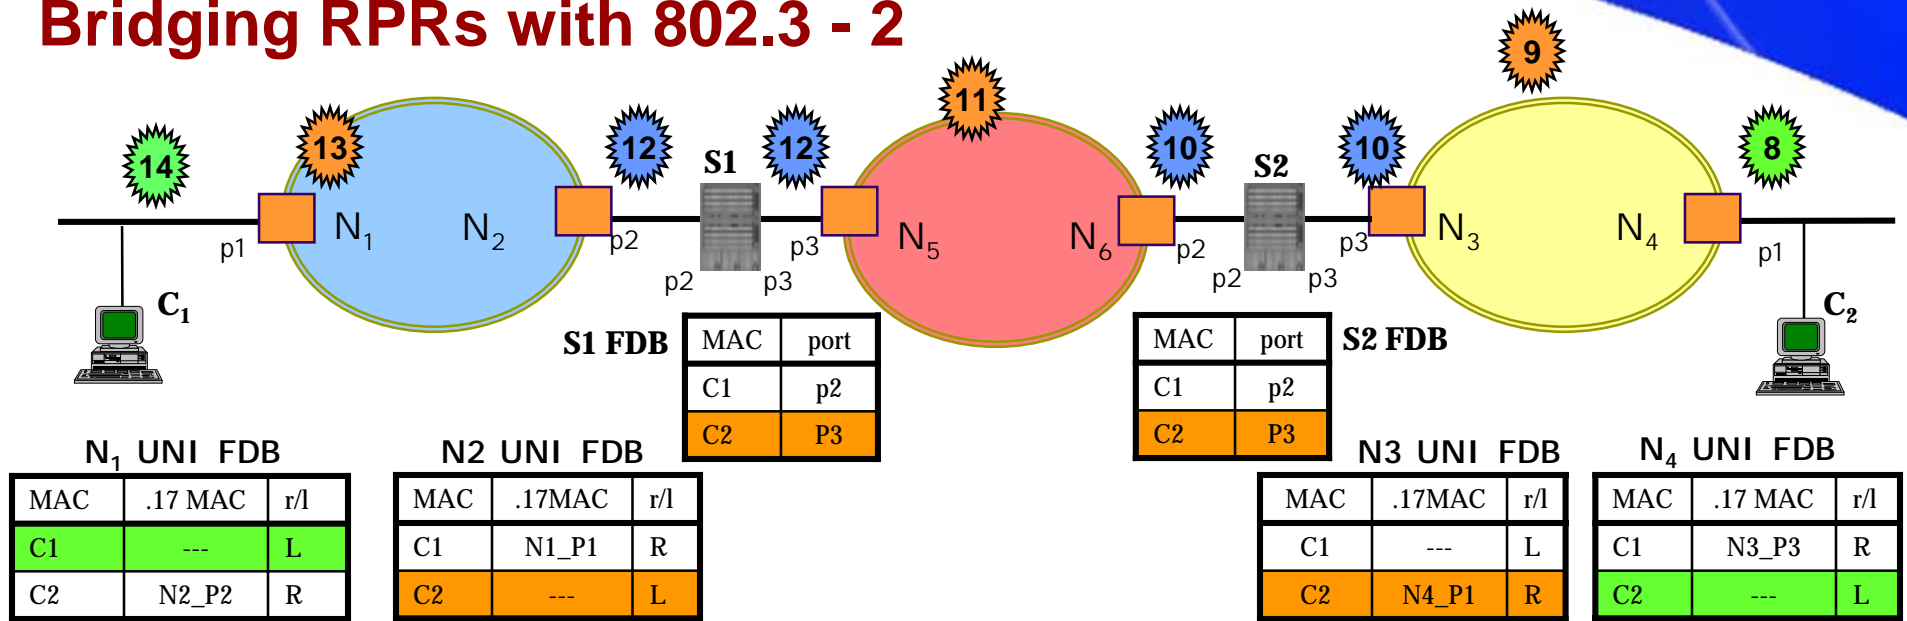 Bridging RPRs with 802.3 - 2
9
11
14 13 12 S1 12 10 S2 10 8
p1 N1 N2 p2 p3 N5 N6 p2 p3 N3 N4 p1
p2 p3 p2 p3
C1 C2
S1 FDB
MAC port
C1 p2
C2 P3
S2 FDB
MAC port
C1 p2
C2 P3
N1 UNI FDB
MAC .17 MAC r/l
C1 --- L
C2 N2_P2 R
N2 UNI FDB
MAC .17MAC r/l
C1 N1_P1 R
C2 --- L
N3 UNI FDB
MAC .17MAC r/l
C1 --- L
C2 N4_P1 R
N4 UNI FDB
MAC .17 MAC r/l
C1 N3_P3 R
C2 --- L